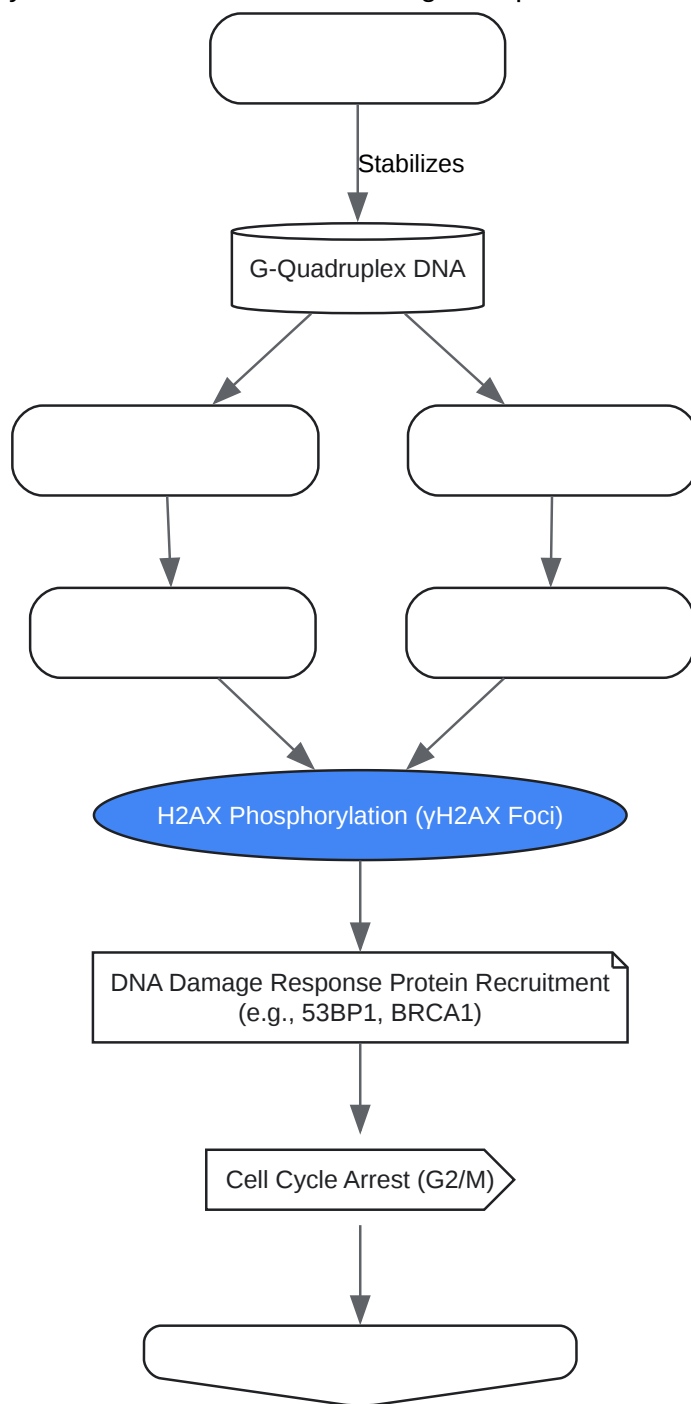 Stabilizes
G-Quadruplex DNA
H2AX Phosphorylation (γH2AX Foci)
DNA Damage Response Protein Recruitment
(e.g., 53BP1, BRCA1)
Cell Cycle Arrest (G2/M)